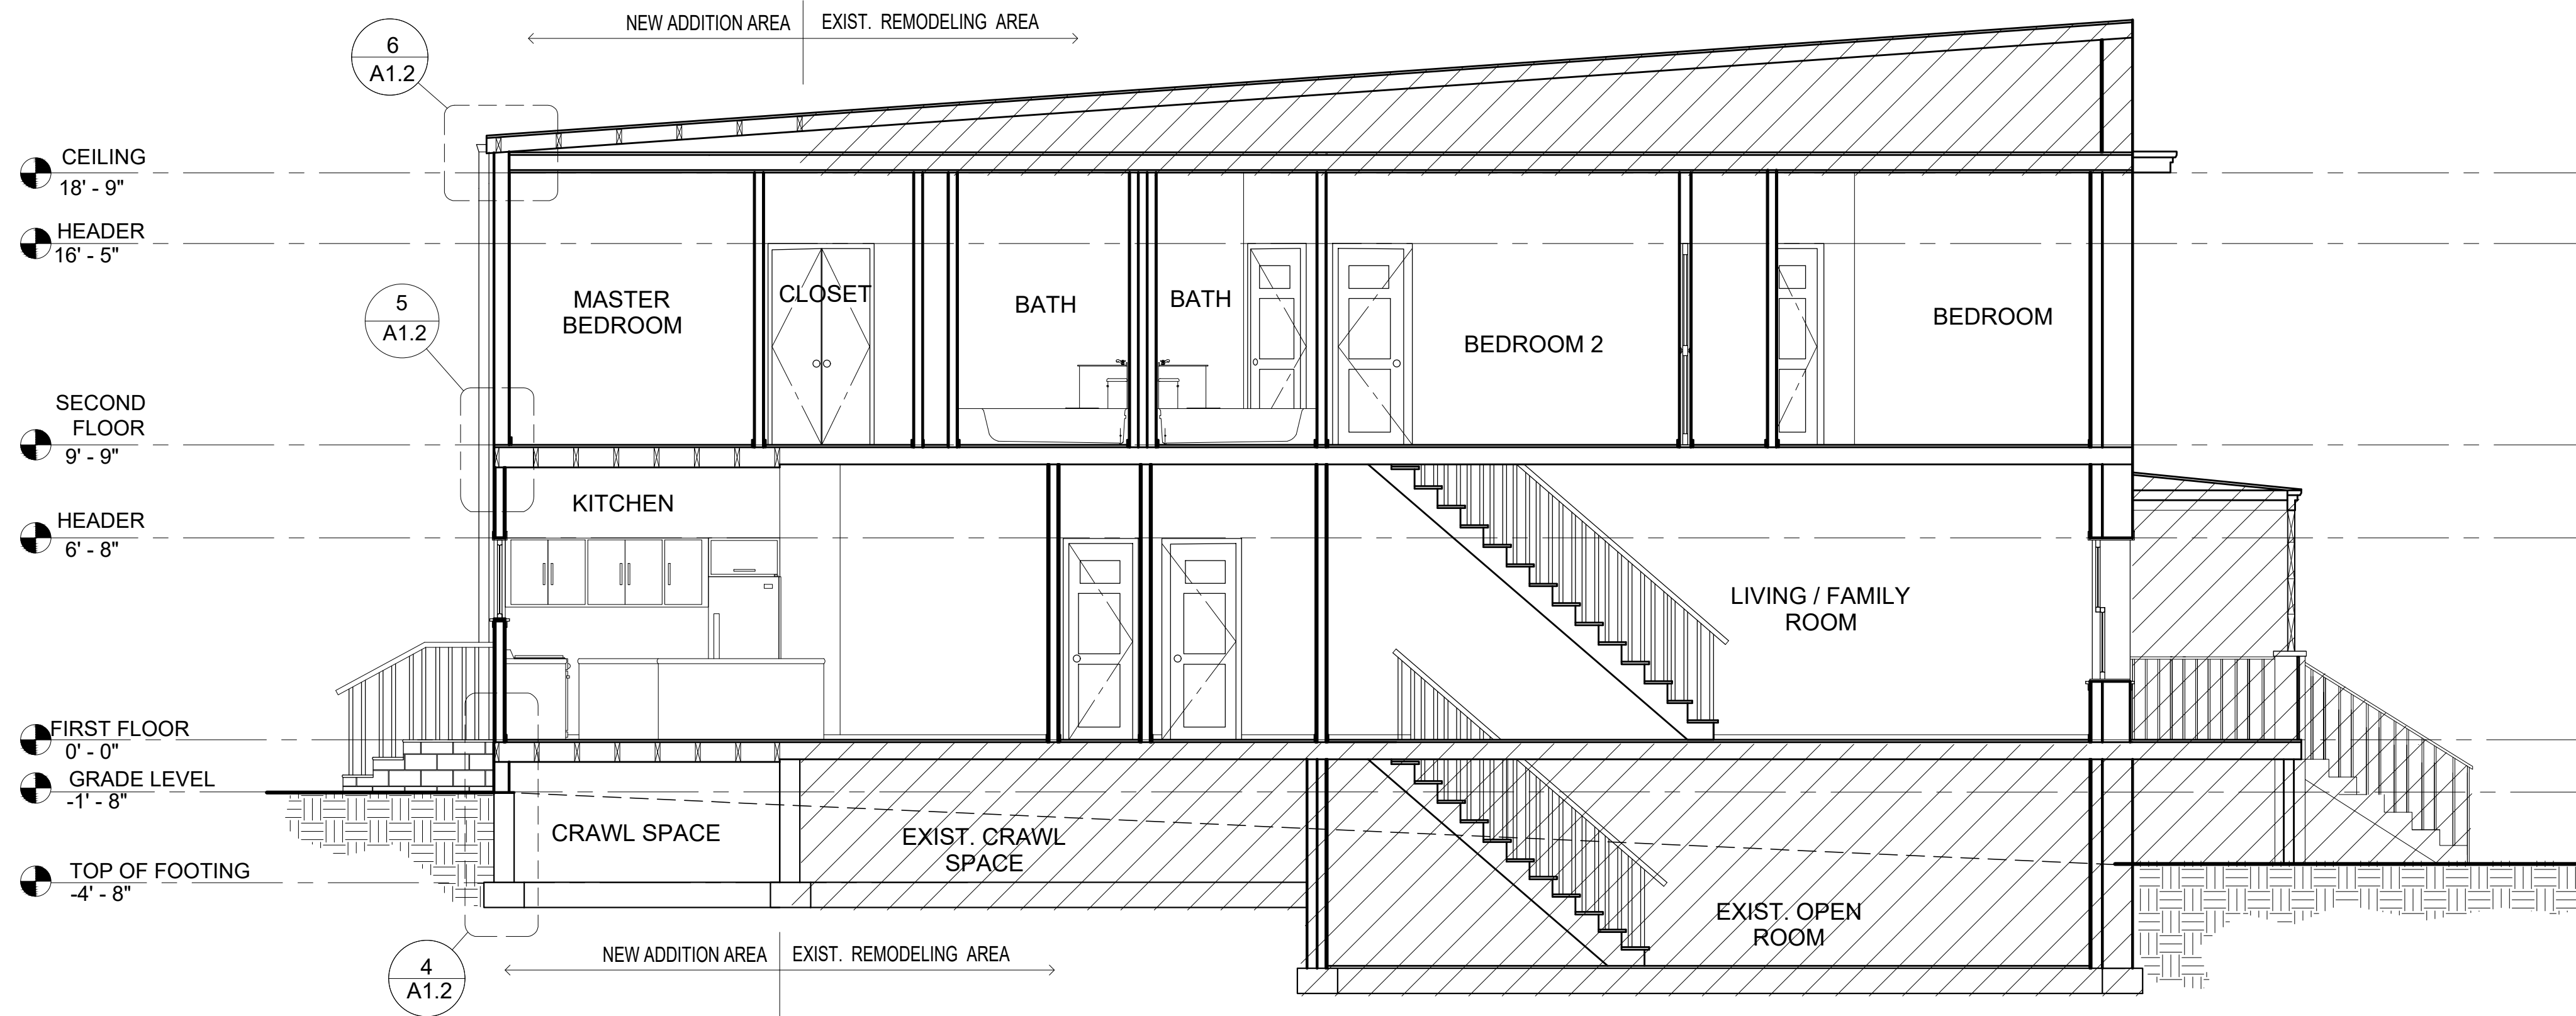 NEW ADDITION AREA
EXIST. REMODELING AREA
6
A1.2
CEILING
18' - 9"
HEADER
16' - 5"
5
A1.2
MASTER
BEDROOM
CLOSET
BATH
BATH
BEDROOM 2
BEDROOM
SECOND
FLOOR
9' - 9"
HEADER
6' - 8"
KITCHEN
LIVING / FAMILY
ROOM
FIRST FLOOR
0' - 0"
GRADE LEVEL
-1' - 8"
CRAWL SPACE
EXIST. CRAWL
SPACE
TOP OF FOOTING
-4' - 8"
EXIST. OPEN
ROOM
NEW ADDITION AREA
EXIST. REMODELING AREA
4
A1.2